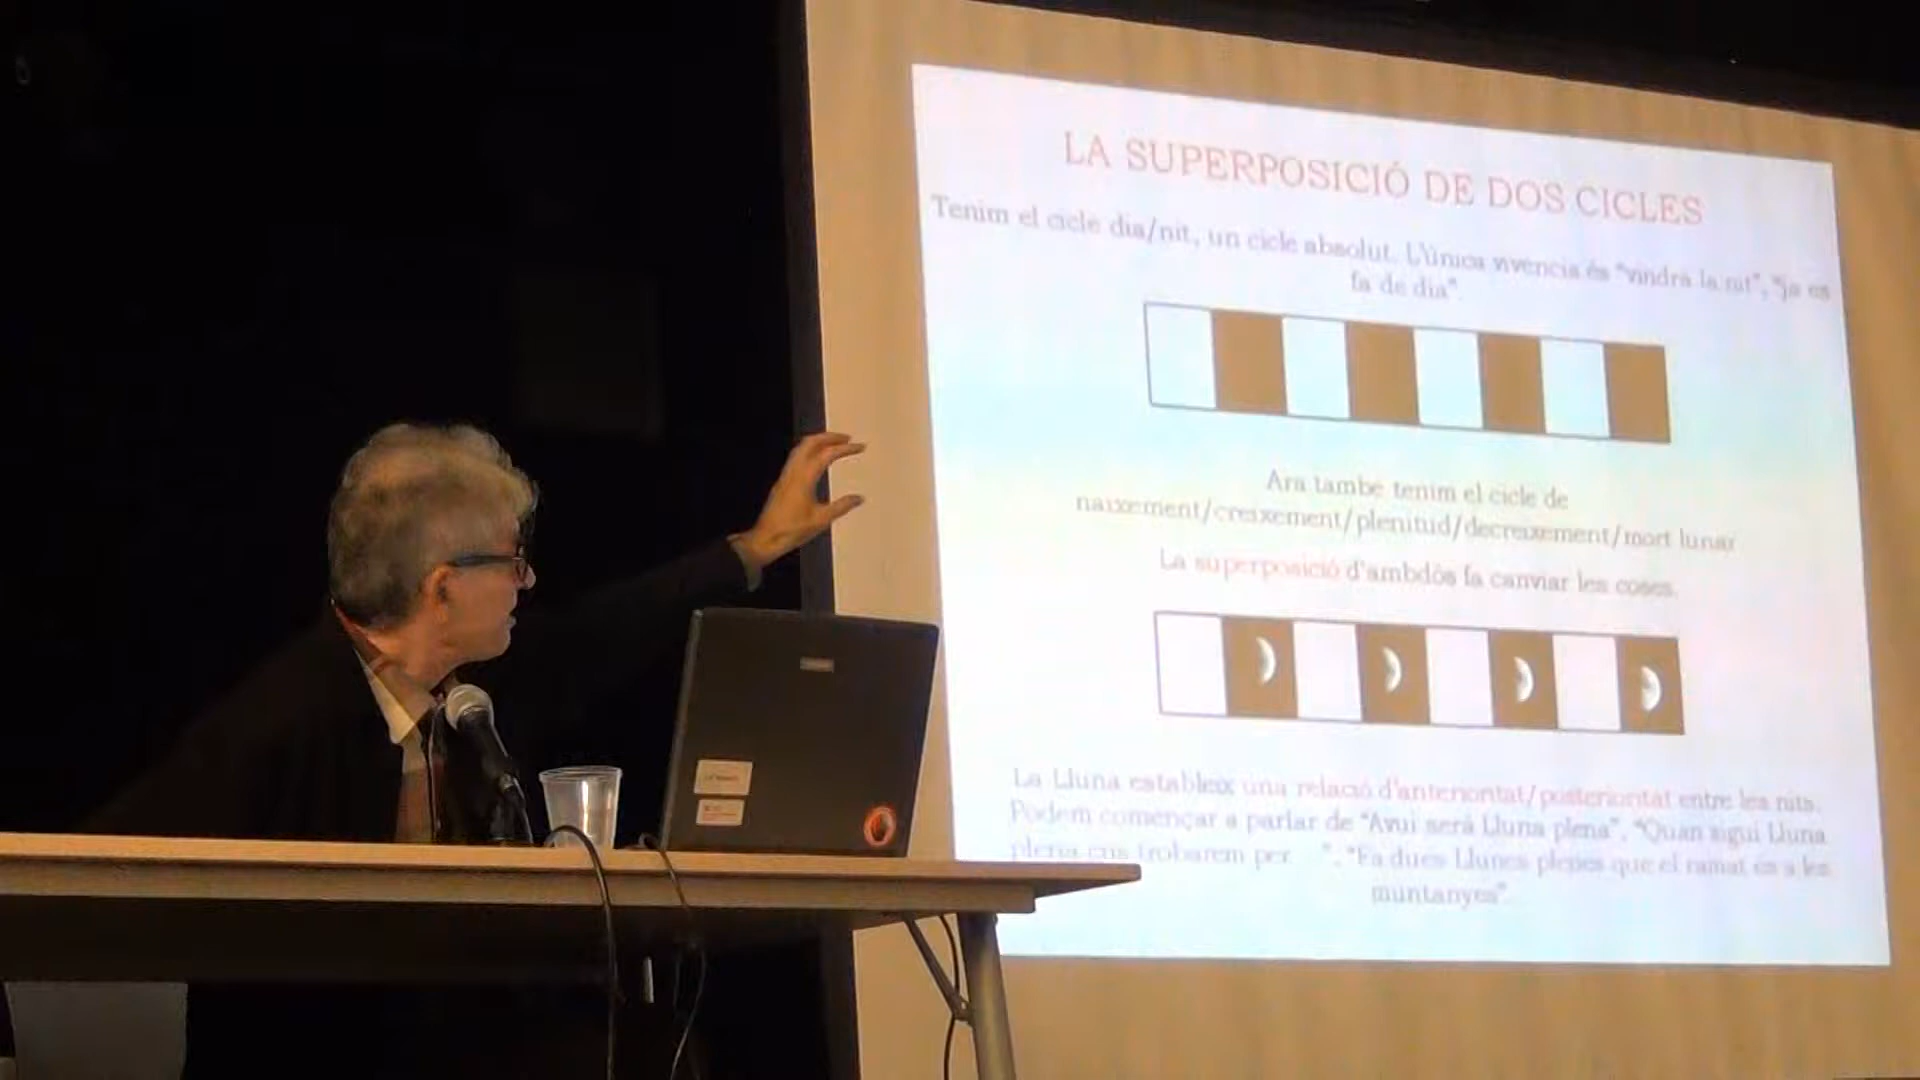 LA SUPERPOSICIÓ DE DOS CICLES
Tenim el cicle dia/nit, un cicle absolut. L'única vivencia és "vindrà la nit", "ja es
fa de dia".
Ara també tenim el cicle de
naixement/creixement/plenitud/decreixement/mort lunar
La superposició d'ambdós fa canviar les coses.
La Lluna estableix una relació d'anterioritat/posterioritat entre les nits.
Podem començar a parlar de "Avui serà Lluna plena", "Quan sigui Lluna
plena ens trobarem per ", "Fa dues Llunes plenes que el ramat és a les
muntanyes".